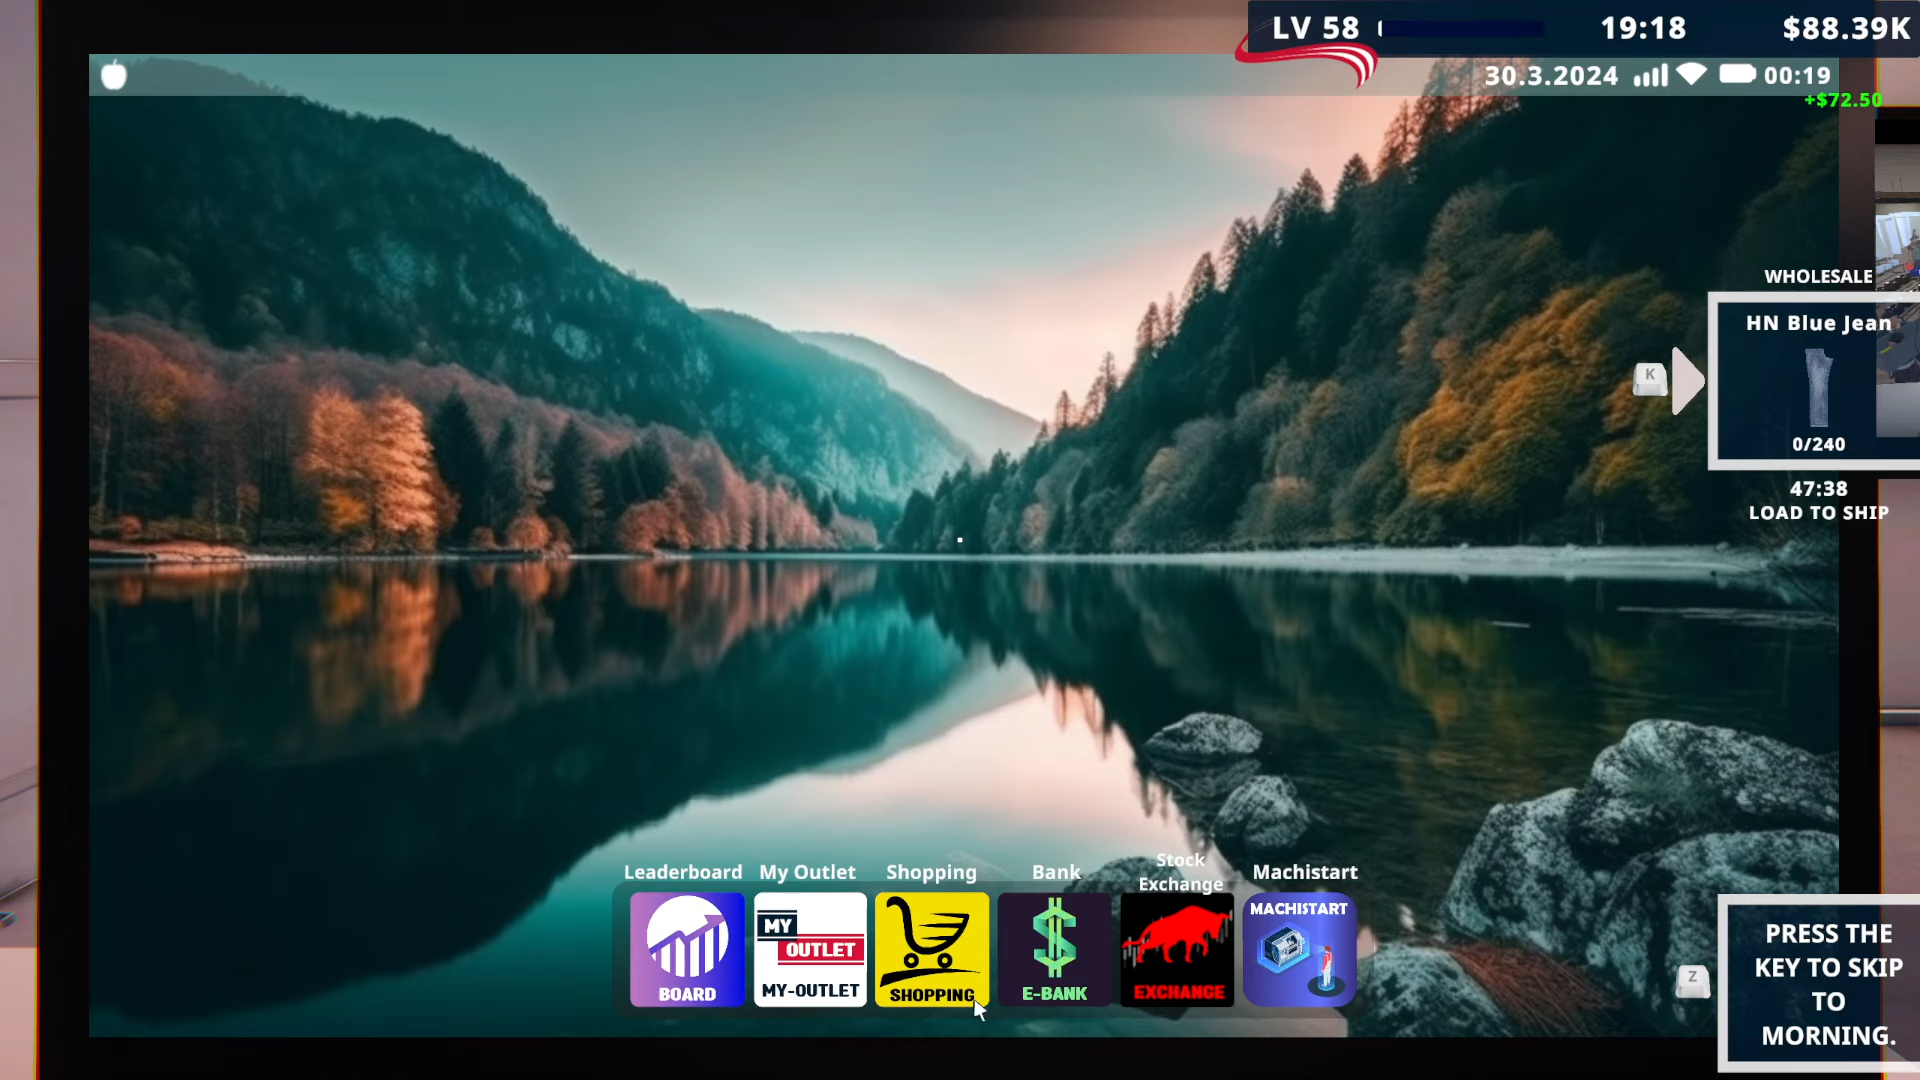 LV 58
19:18
$88.39K
30.3.2024
00:19
+$72.50
WHOLESALE
HN Blue Jean
K
0/240
47:38
LOAD TO SHIP
Leaderboard
My Outlet
Shopping
Bank
Stock
Exchange
Machistart
BOARD
MY
OUTLET
MY-OUTLET
SHOPPING
E-BANK
EXCHANGE
MACHISTART
Z
PRESS THE
KEY TO SKIP
TO
MORNING.